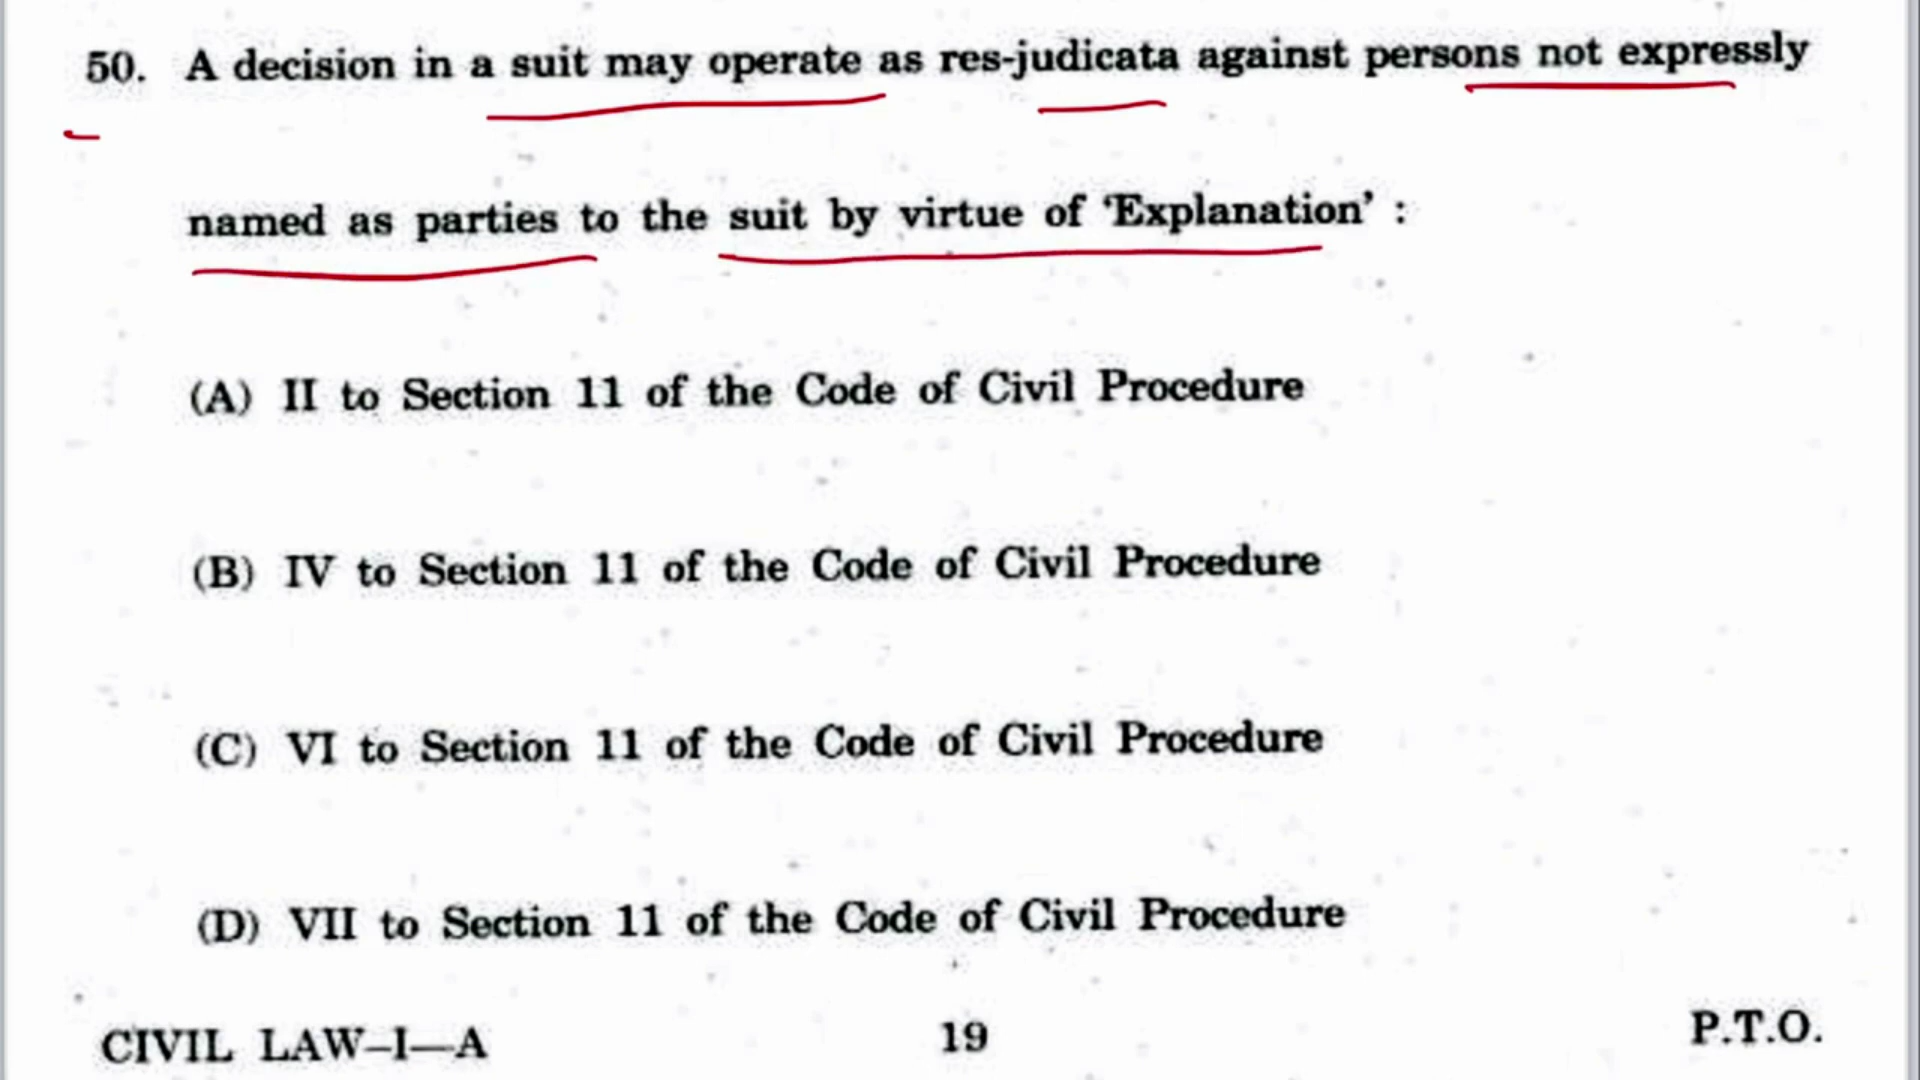 50. A decision in a suit may operate as res-judicata against persons not expressly
named as parties to the suit by virtue of ‘Explanation’ :
(A) II to Section 11 of the Code of Civil Procedure
(B) IV to Section 11 of the Code of Civil Procedure
(C) VI to Section 11 of the Code of Civil Procedure
(D) VII to Section 11 of the Code of Civil Procedure
CIVIL LAW–I—A 19 P.T.O.